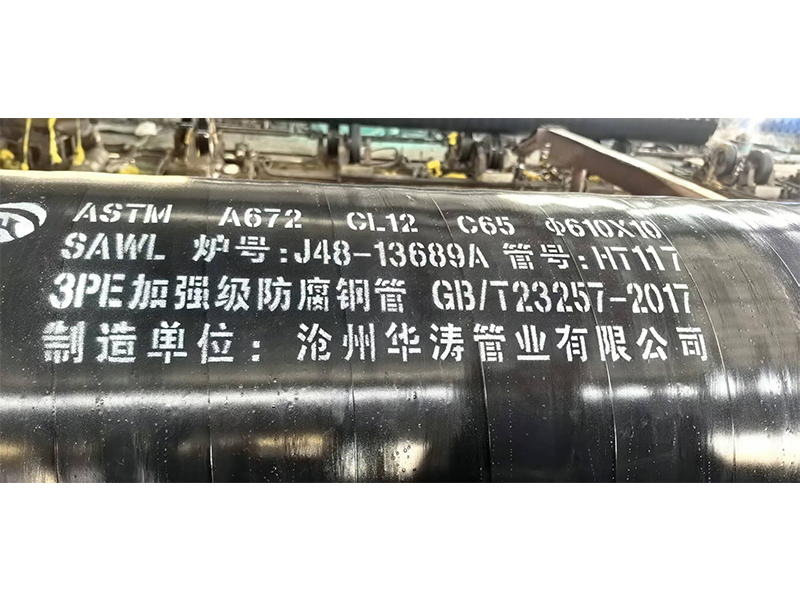 ASTM A672 CL12 C65 Φ610X10
SAWL 炉号:J48-13689A 管号:HT117
3PE加强级防腐钢管 GB/T23257-2017
制造单位：沧州华涛管业有限公司